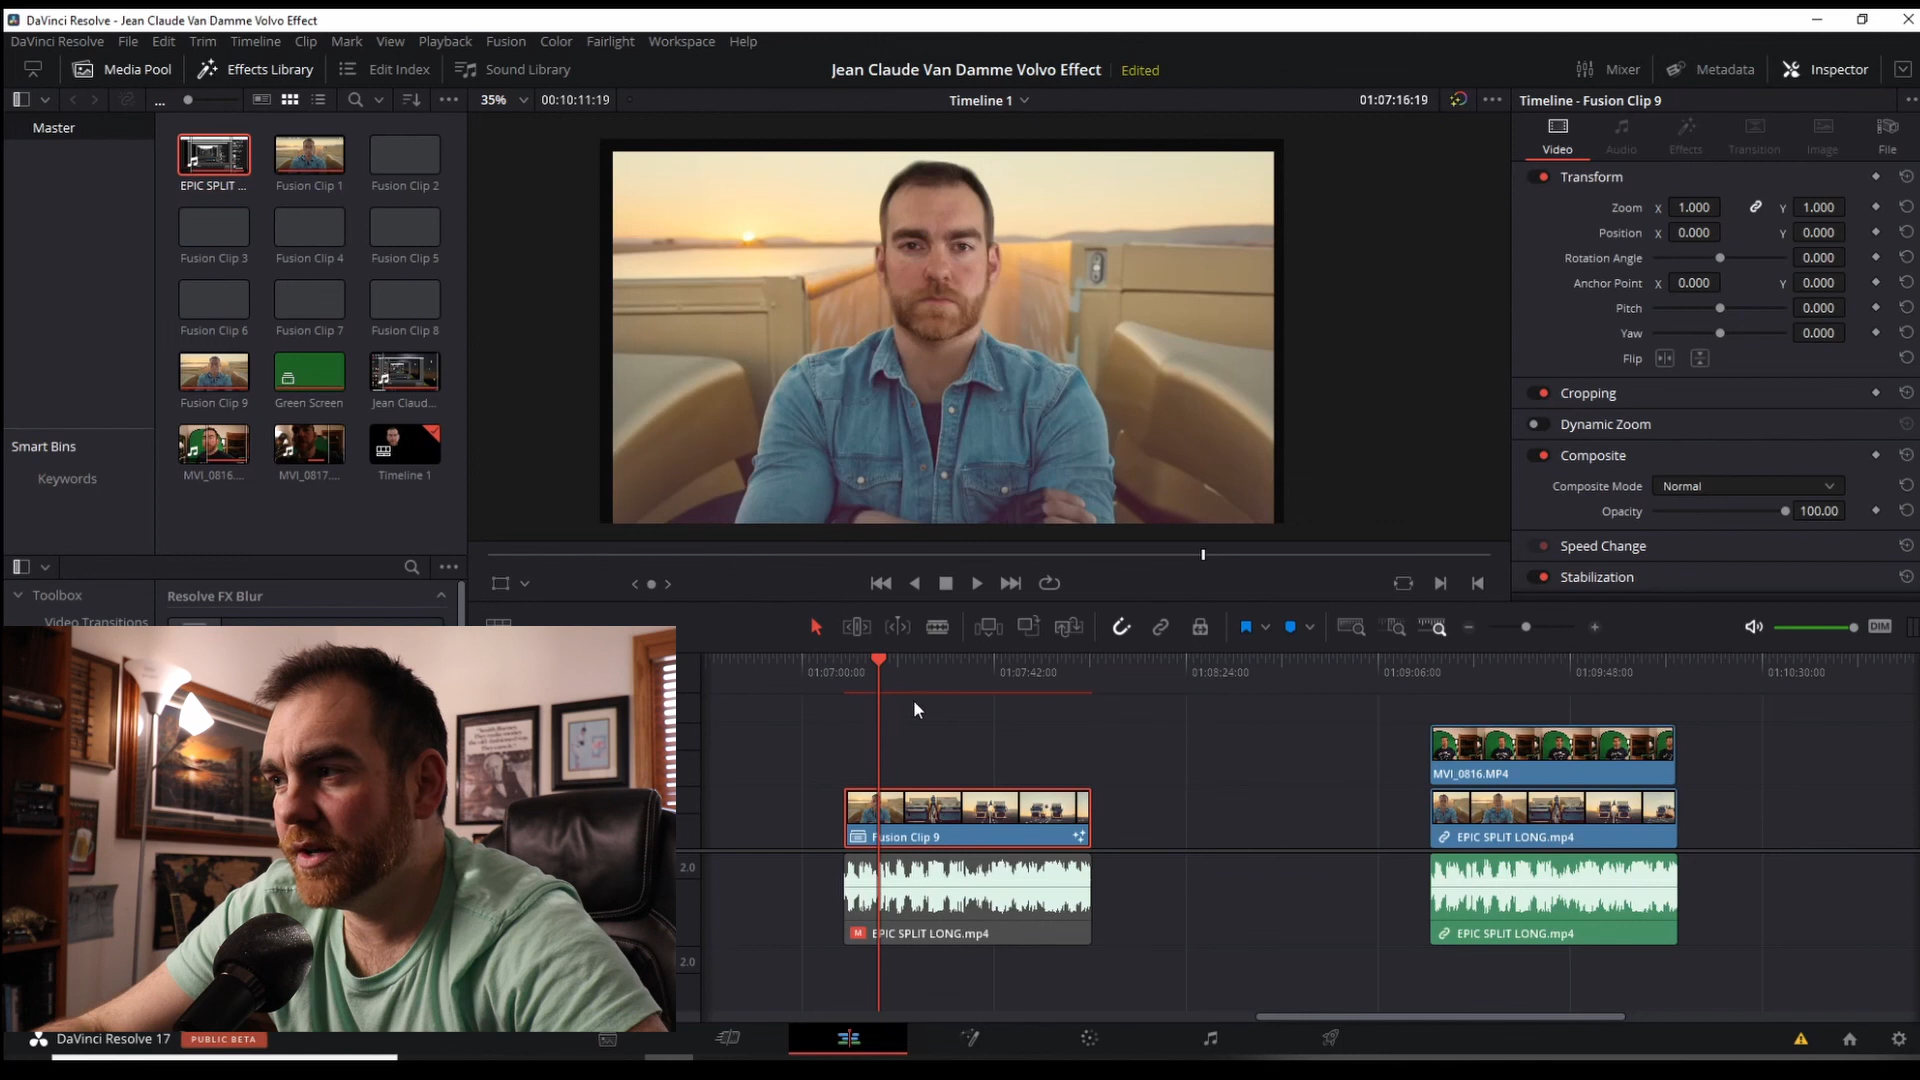 DaVinci Resolve - Jean Claude Van Damme Volvo Effect
DaVinci Resolve File Edit Trim Timeline Clip Mark View Playback Fusion Color Fairlight Workspace Help
Media Pool Effects Library Edit Index Sound Library Jean Claude Van Damme Volvo Effect Edited Mixer Metadata Inspector
35% 00:10:11:19 Timeline 1 01:07:16:19 Timeline - Fusion Clip 9
Master
EPIC SPLIT ... Fusion Clip 1 Fusion Clip 2
Fusion Clip 3 Fusion Clip 4 Fusion Clip 5
Fusion Clip 6 Fusion Clip 7 Fusion Clip 8
Fusion Clip 9 Green Screen Jean Claud...
MVI_0816.... MVI_0817.... Timeline 1
Smart Bins
Keywords
Video Audio Effects Transition Image File
Transform
Zoom X 1.000 Y 1.000
Position X 0.000 Y 0.000
Rotation Angle 0.000
Anchor Point X 0.000 Y 0.000
Pitch 0.000
Yaw 0.000
Flip
Cropping
Dynamic Zoom
Composite
Composite Mode Normal
Opacity 100.00
Speed Change
Stabilization
Toolbox Resolve FX Blur
Video Transitions
DIM
01:07:00:00 01:07:42:00 01:08:24:00 01:09:06:00 01:09:48:00 01:10:30:00
MVI_0816.MP4
Fusion Clip 9 EPIC SPLIT LONG.mp4
2.0
M EPIC SPLIT LONG.mp4 EPIC SPLIT LONG.mp4
2.0
DaVinci Resolve 17 PUBLIC BETA